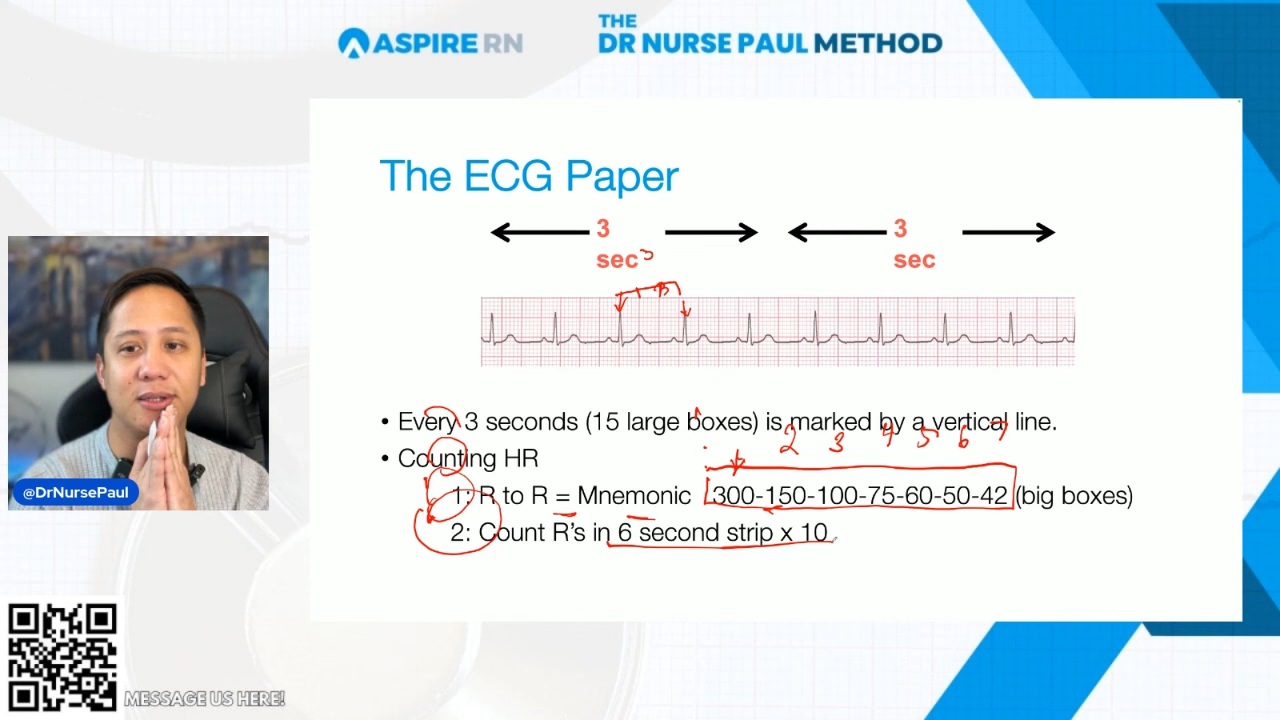 ASPIRE RN
THE
DR NURSE PAUL METHOD
The ECG Paper
3
sec
3
sec
• Every 3 seconds (15 large boxes) is marked by a vertical line.
2 3 4 5 6 7
• Counting HR
1: R to R = Mnemonic 300-150-100-75-60-50-42 (big boxes)
2: Count R's in 6 second strip x 10
@DrNursePaul
MESSAGE US HERE!